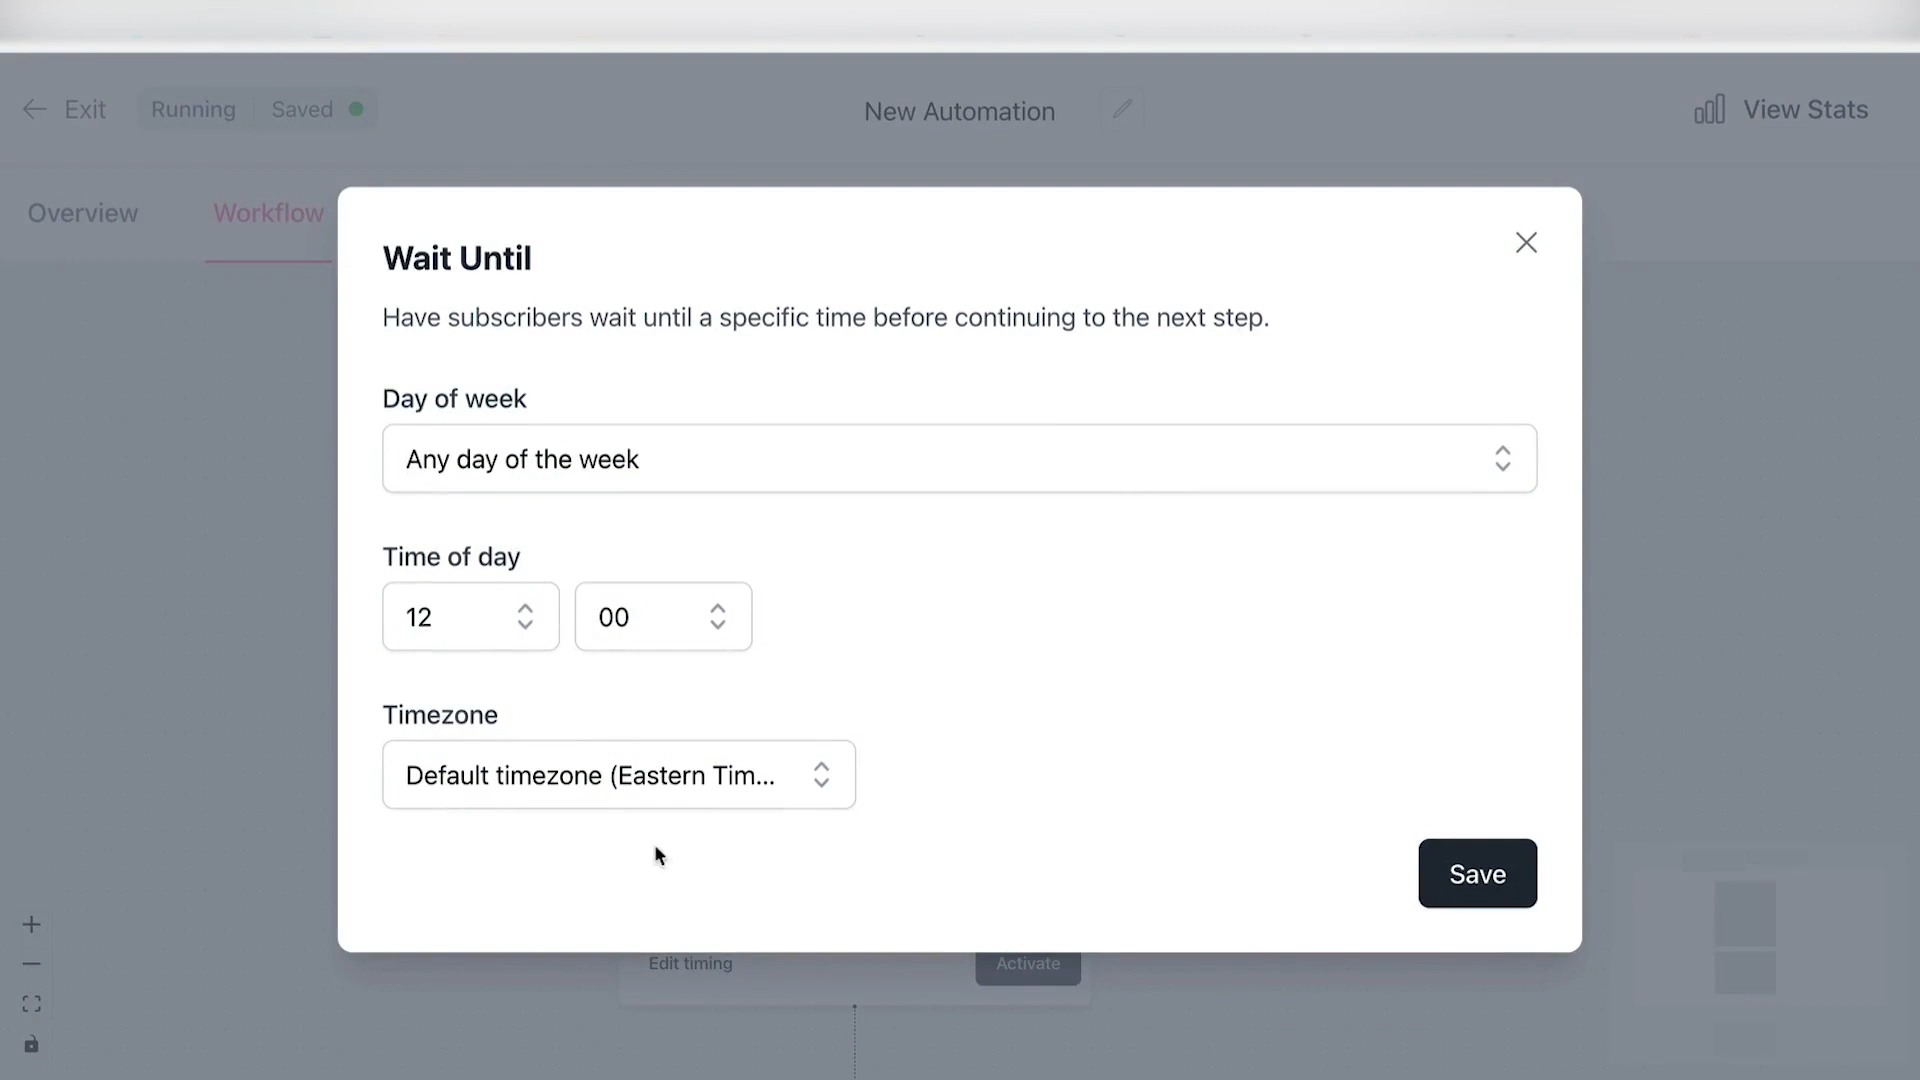 Exit
Running
Saved
New Automation
View Stats
Overview
Workflow
Wait Until
Have subscribers wait until a specific time before continuing to the next step.
Day of week
Any day of the week
Time of day
12
00
Timezone
Default timezone (Eastern Tim...
Save
Edit timing
Activate